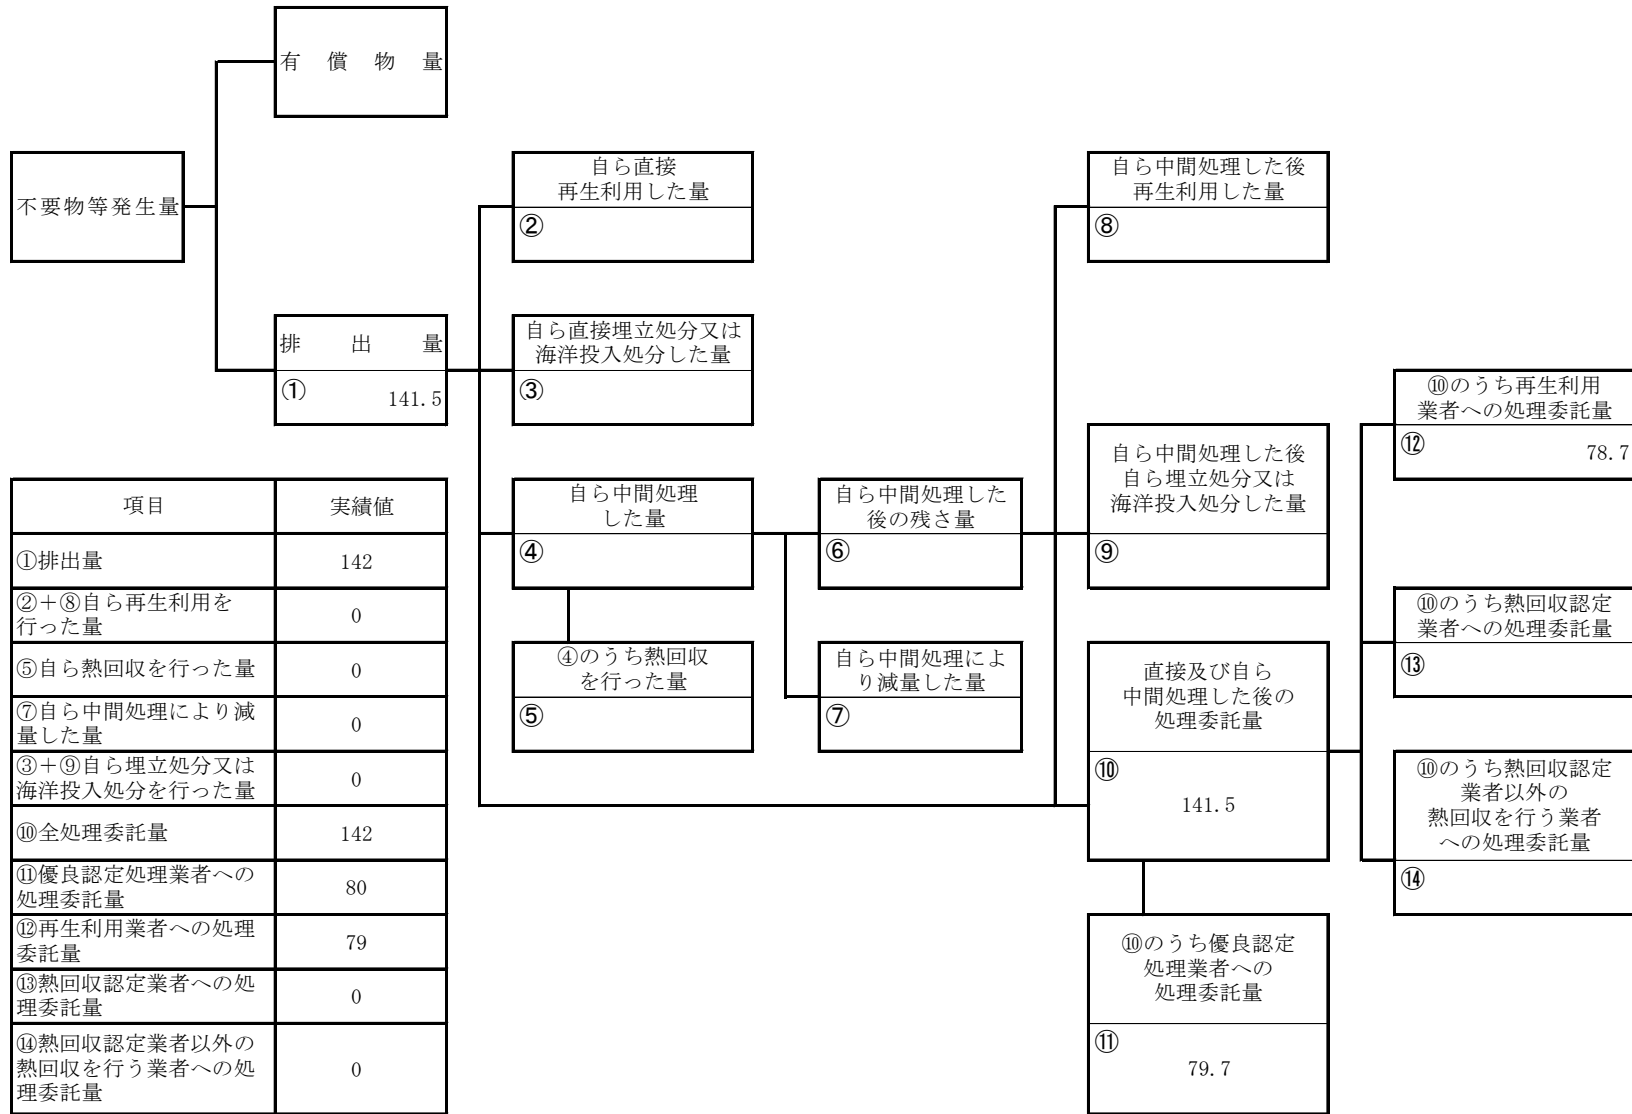 有償物量
不要物等発生量
排出量
①
141.5
自ら直接
再生利用した量
②
自ら直接埋立処分又は
海洋投入処分した量
③
自ら中間処理
した量
④
④のうち熱回収
を行った量
⑤
自ら中間処理した
後の残さ量
⑥
自ら中間処理によ
り減量した量
⑦
自ら中間処理した後
再生利用した量
⑧
自ら中間処理した後
自ら埋立処分又は
海洋投入処分した量
⑨
直接及び自ら
中間処理した後の
処理委託量
⑩
141.5
⑩のうち優良認定
処理業者への
処理委託量
⑪
79.7
⑩のうち再生利用
業者への処理委託量
⑫
78.7
⑩のうち熱回収認定
業者への処理委託量
⑬
⑩のうち熱回収認定
業者以外の
熱回収を行う業者
への処理委託量
⑭
項目 実績値
①排出量 142
②＋⑧自ら再生利用を
行った量 0
⑤自ら熱回収を行った量 0
⑦自ら中間処理により減
量した量 0
③＋⑨自ら埋立処分又は
海洋投入処分を行った量 0
⑩全処理委託量 142
⑪優良認定処理業者への
処理委託量 80
⑫再生利用業者への処理
委託量 79
⑬熱回収認定業者への処
理委託量 0
⑭熱回収認定業者以外の
熱回収を行う業者への処
理委託量 0